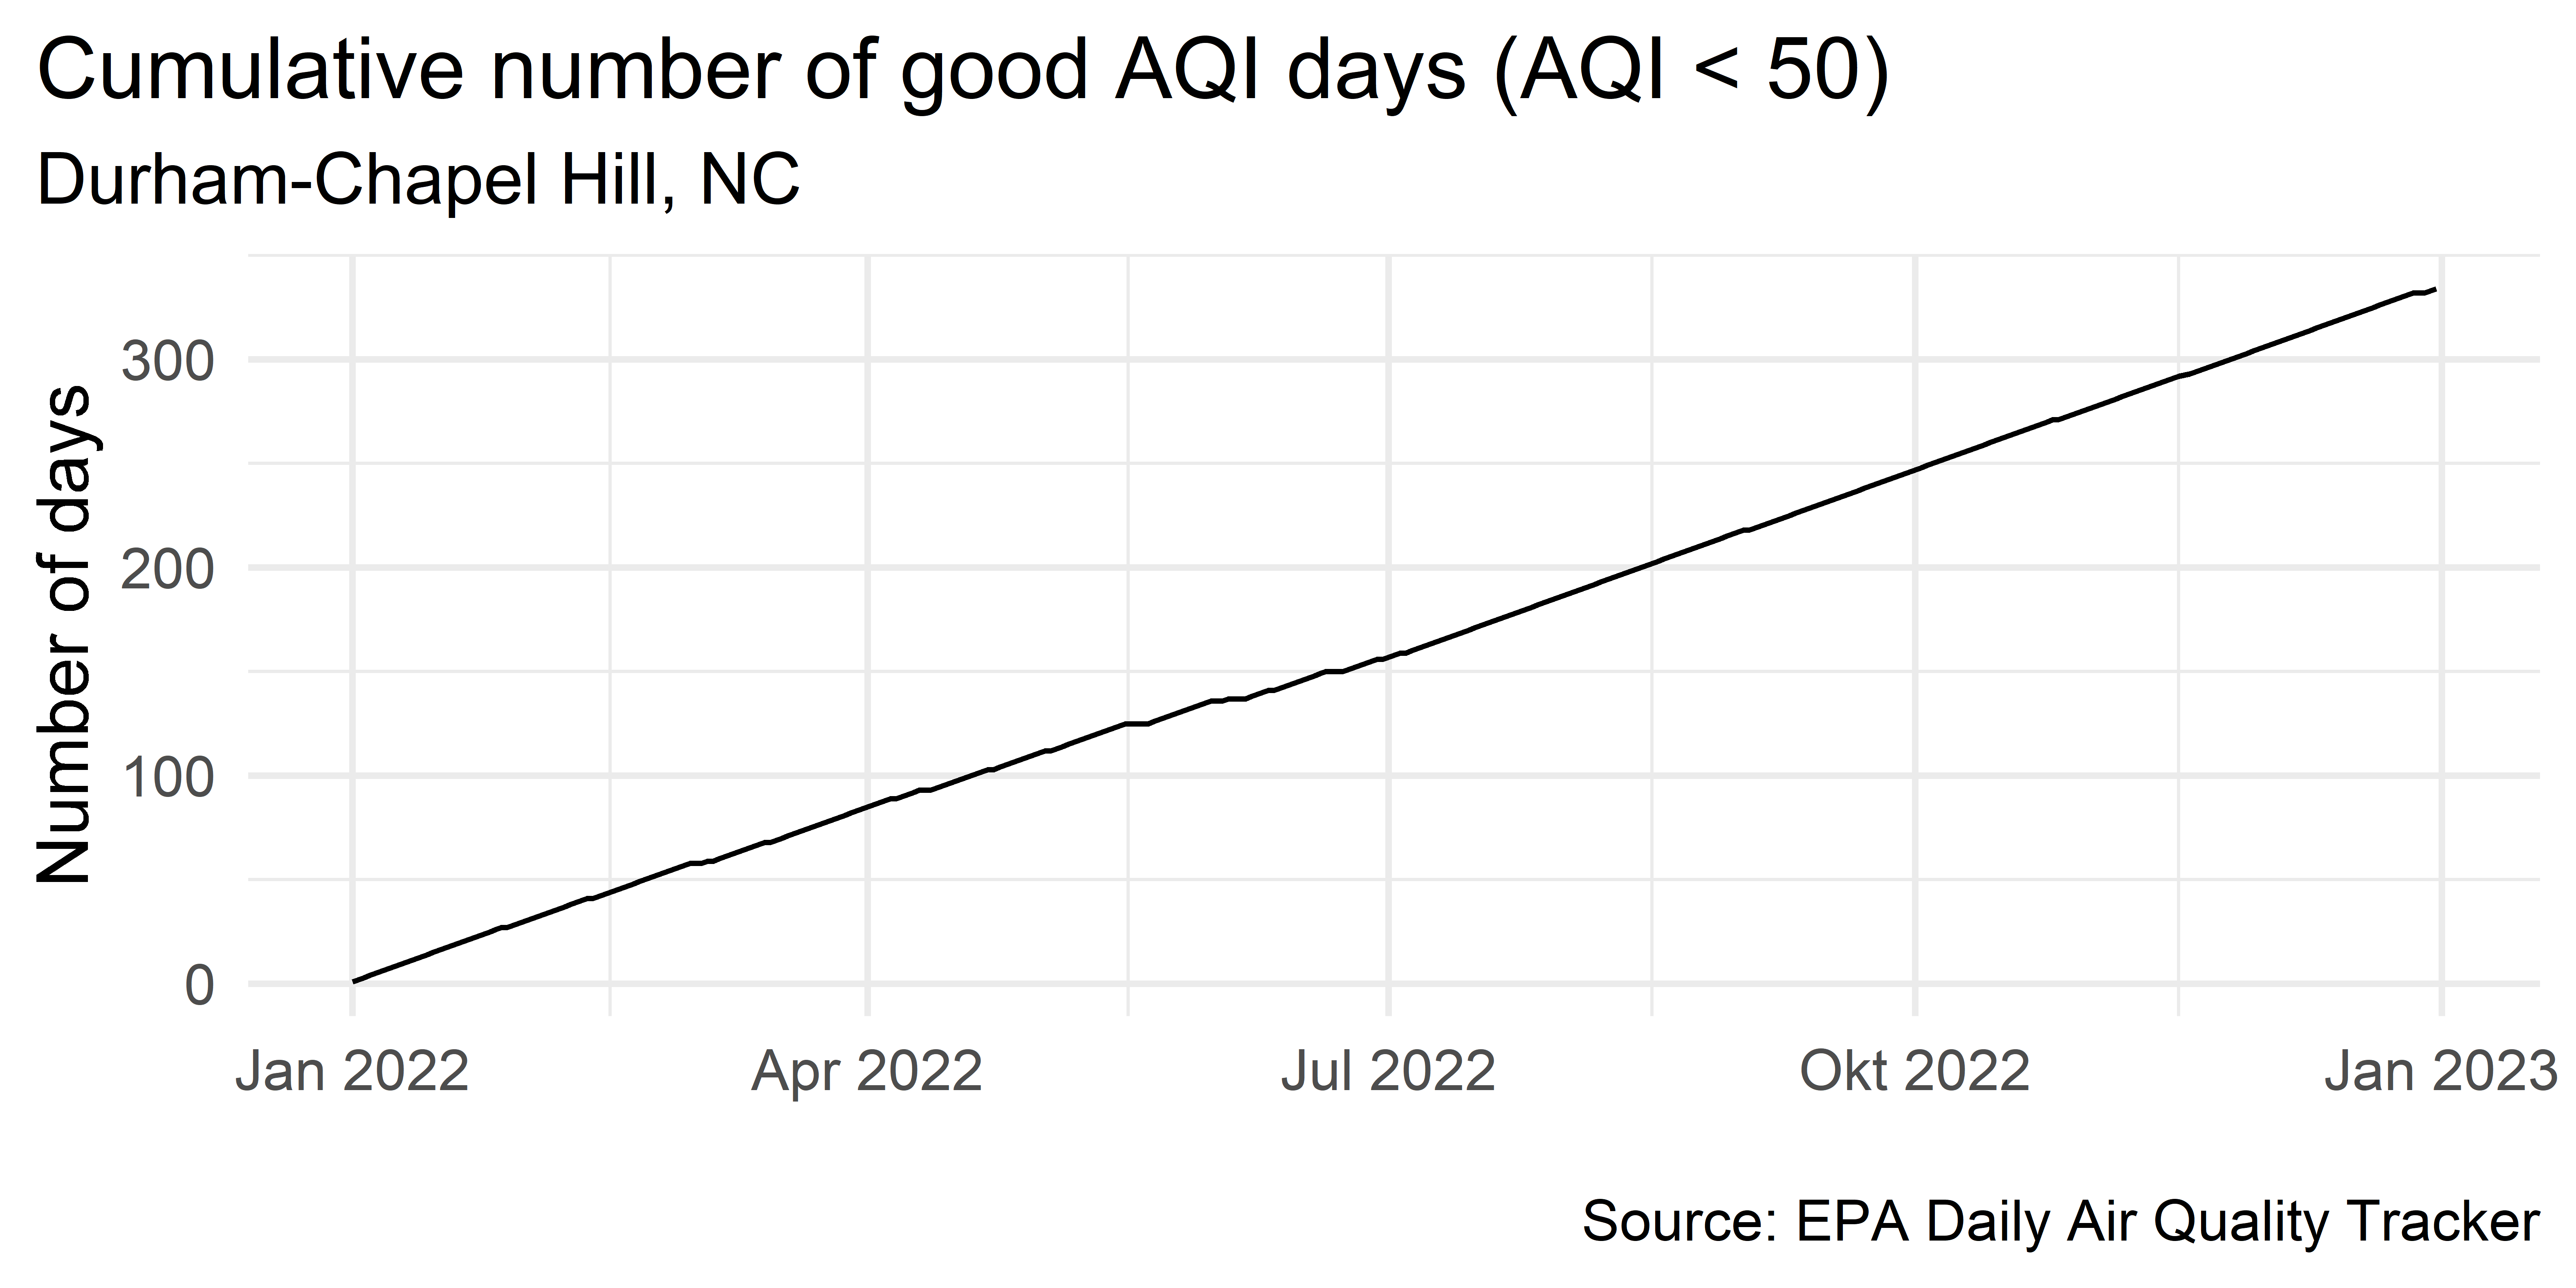 Cumulative number of good AQI days (AQI < 50)
Durham-Chapel Hill, NC
Number of days
300
200
100
0
Jan 2022 Apr 2022 Jul 2022 Okt 2022 Jan 2023
Source: EPA Daily Air Quality Tracker